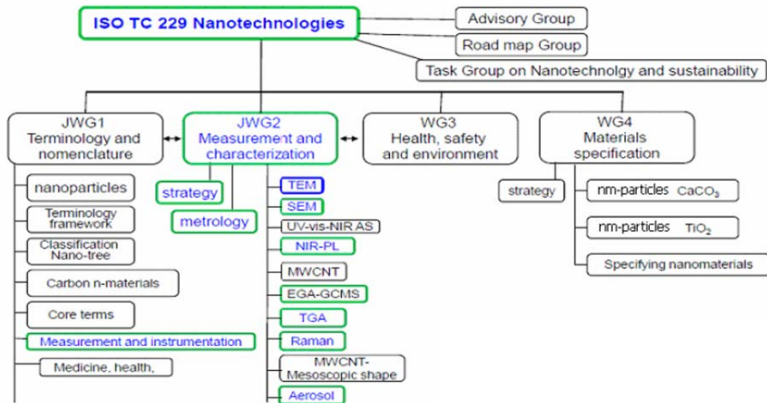 ISO TC 229 Nanotechnologies
Advisory Group
Road map Group
Task Group on Nanotechnolgy and sustainability
JWG1
Terminology and
nomenclature
JWG2
Measurement and
characterization
WG3
Health, safety
and environment
WG4
Materials
specification
nanoparticles
Terminology
framework
Classification
Nano-tree
Carbon n-materials
Core terms
Measurement and instrumentation
Medicine, health,
strategy
metrology
TEM
SEM
UV-vis-NIR AS
NIR-PL
MWCNT
EGA-GCMS
TGA
Raman
MWCNT-
Mesoscopic shape
Aerosol
strategy
nm-particles CaCO₃
nm-particles TiO₂
Specifying nanomaterials